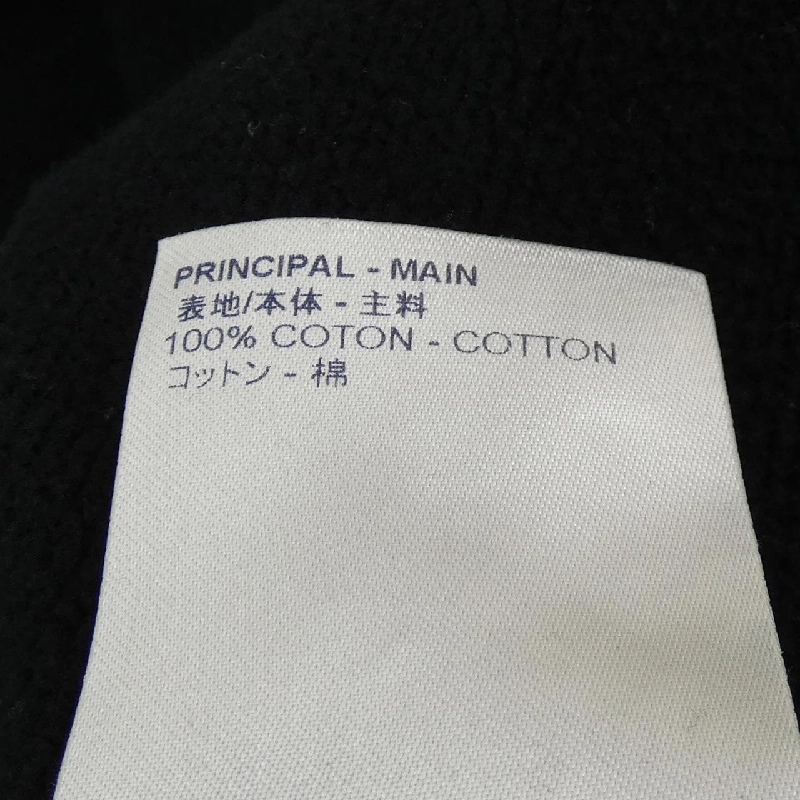 PRINCIPAL - MAIN
表地/本体 - 主料
100% COTON - COTTON
コットン - 棉